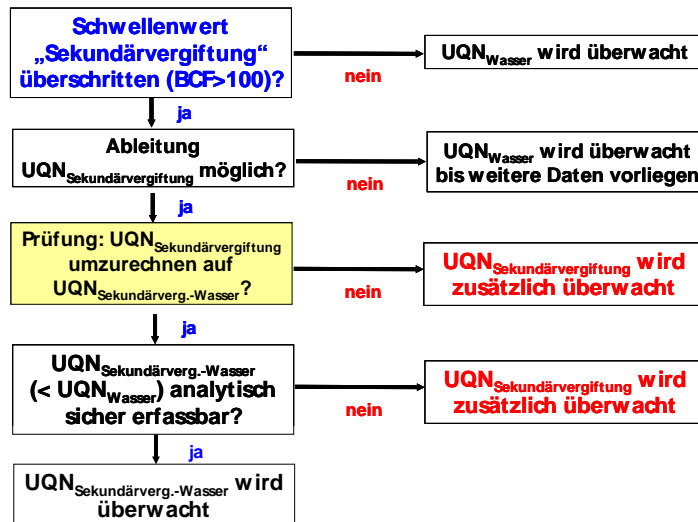 Schwellenwert
„Sekundärvergiftung“
überschritten (BCF>100)?
nein
UQNWasser wird überwacht
ja
Ableitung
UQNSekundärvergiftung möglich?
nein
UQNWasser wird überwacht
bis weitere Daten vorliegen
ja
Prüfung: UQNSekundärvergiftung
umzurechnen auf
UQNSekundärverg.-Wasser?
nein
UQNSekundärvergiftung wird
zusätzlich überwacht
ja
UQNSekundärverg.-Wasser
(< UQNWasser) analytisch
sicher erfassbar?
nein
UQNSekundärvergiftung wird
zusätzlich überwacht
ja
UQNSekundärverg.-Wasser wird
überwacht